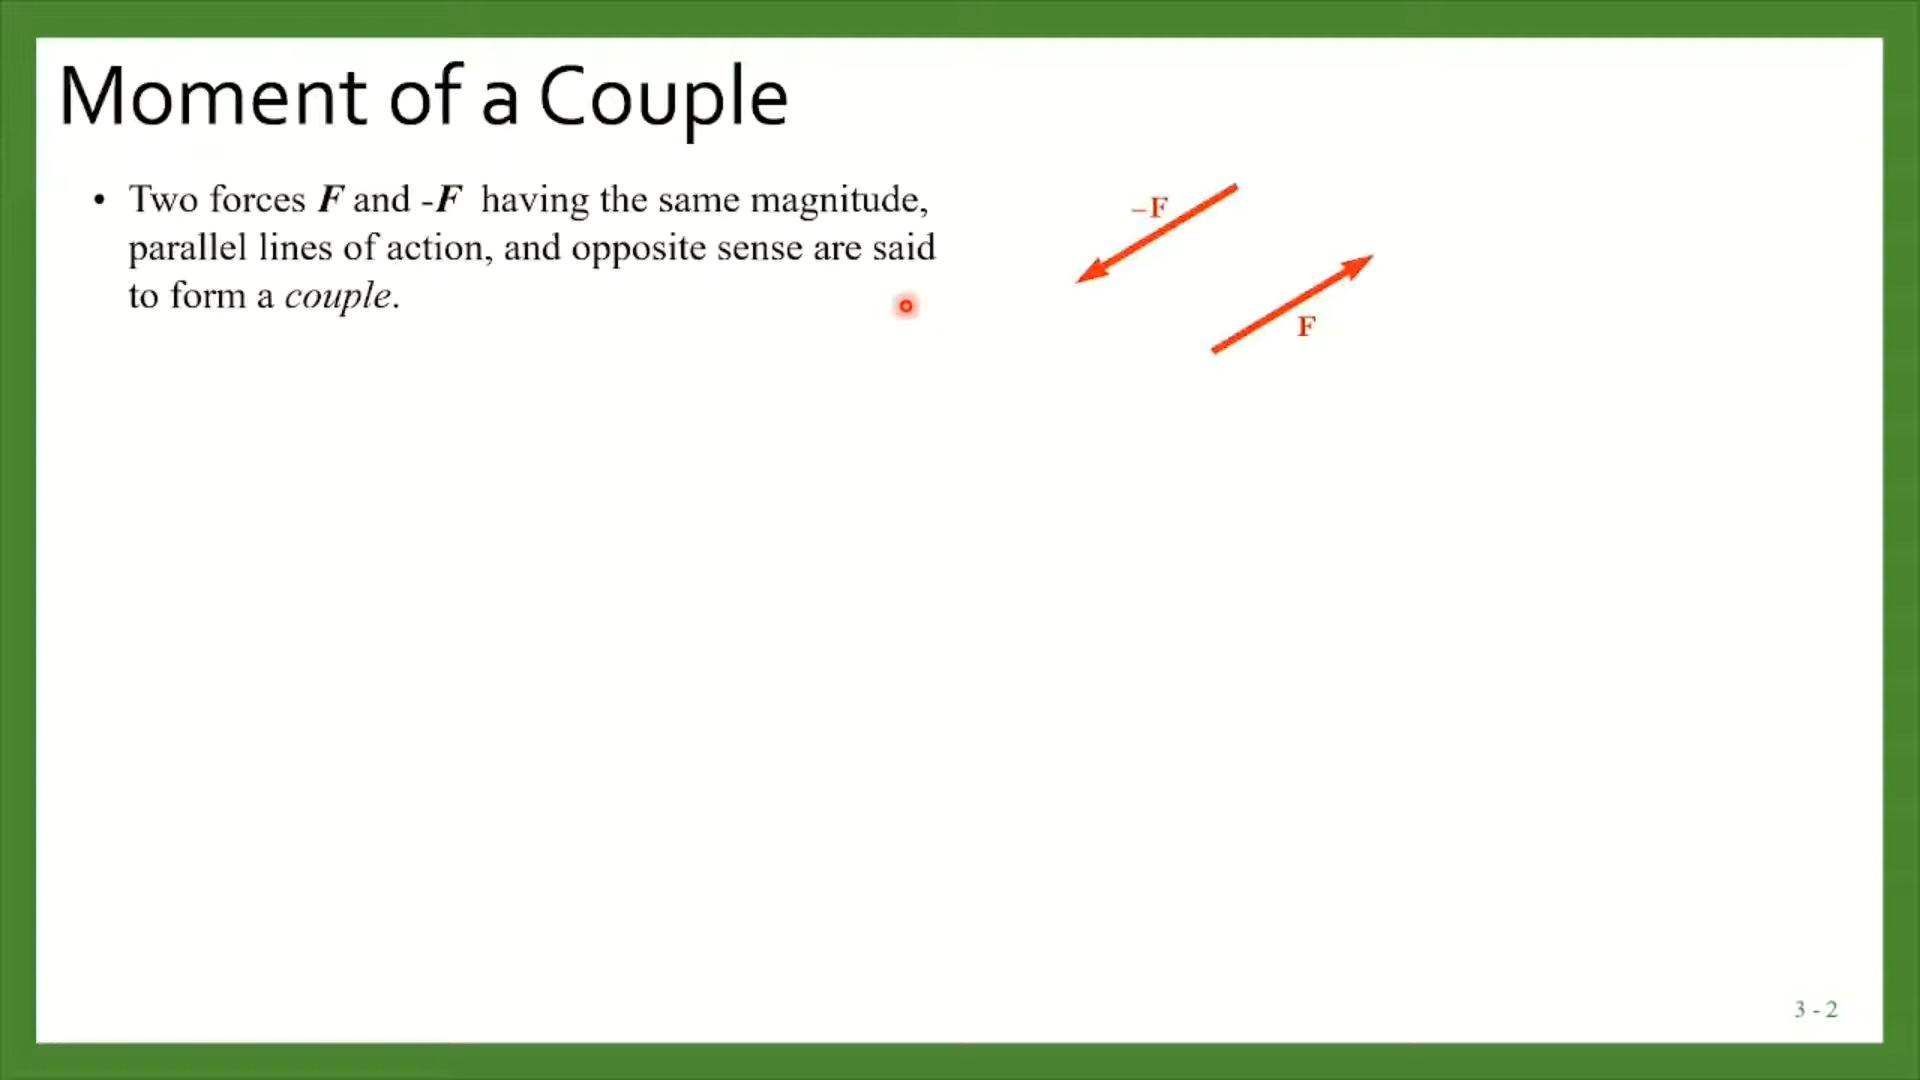 Moment of a Couple
• Two forces F and -F having the same magnitude,
parallel lines of action, and opposite sense are said
to form a couple.
–F
F
3 - 2